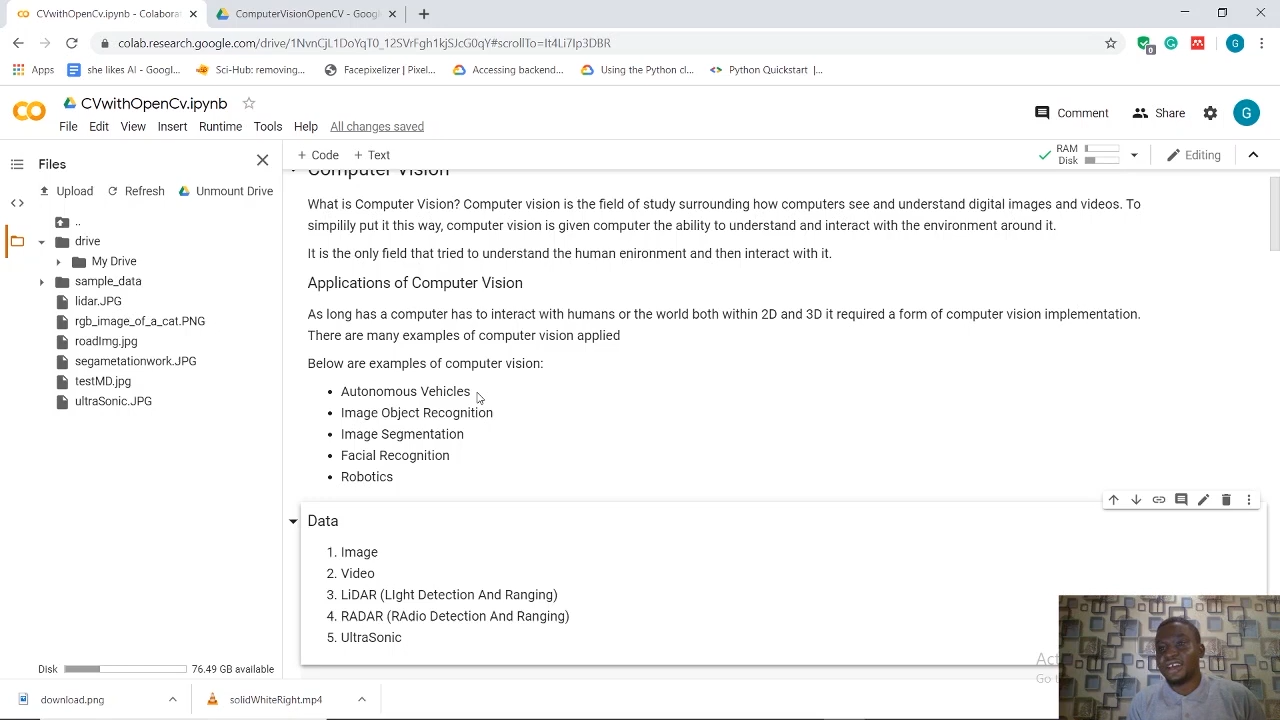 CVwithOpenCv.ipynb - Colaborat
ComputerVisionOpenCV - Google
colab.research.google.com/drive/1NvnCjL1DoYqT0_12SVrFgh1kjSJcG0qY#scrollTo=It4Li7Ip3DBR
0
G
Apps
she likes AI - Googl...
Sci-Hub: removing...
Facepixelizer | Pixel...
Accessing backend...
Using the Python cl...
Python Quickstart |...
CVwithOpenCv.ipynb
File Edit View Insert Runtime Tools Help All changes saved
Comment
Share
G
Files
Upload Refresh Unmount Drive
..
drive
My Drive
sample_data
lidar.JPG
rgb_image_of_a_cat.PNG
roadImg.jpg
segametationwork.JPG
testMD.jpg
ultraSonic.JPG
Disk 76.49 GB available
+ Code + Text
RAM
Disk
Editing
Computer Vision
What is Computer Vision? Computer vision is the field of study surrounding how computers see and understand digital images and videos. To
simplily put it this way, computer vision is given computer the ability to understand and interact with the environment around it.
It is the only field that tried to understand the human enironment and then interact with it.
Applications of Computer Vision
As long has a computer has to interact with humans or the world both within 2D and 3D it required a form of computer vision implementation.
There are many examples of computer vision applied
Below are examples of computer vision:
• Autonomous Vehicles
• Image Object Recognition
• Image Segmentation
• Facial Recognition
• Robotics
Data
1. Image
2. Video
3. LiDAR (LIght Detection And Ranging)
4. RADAR (RAdio Detection And Ranging)
5. UltraSonic
Act
Go t
download.png
solidWhiteRight.mp4